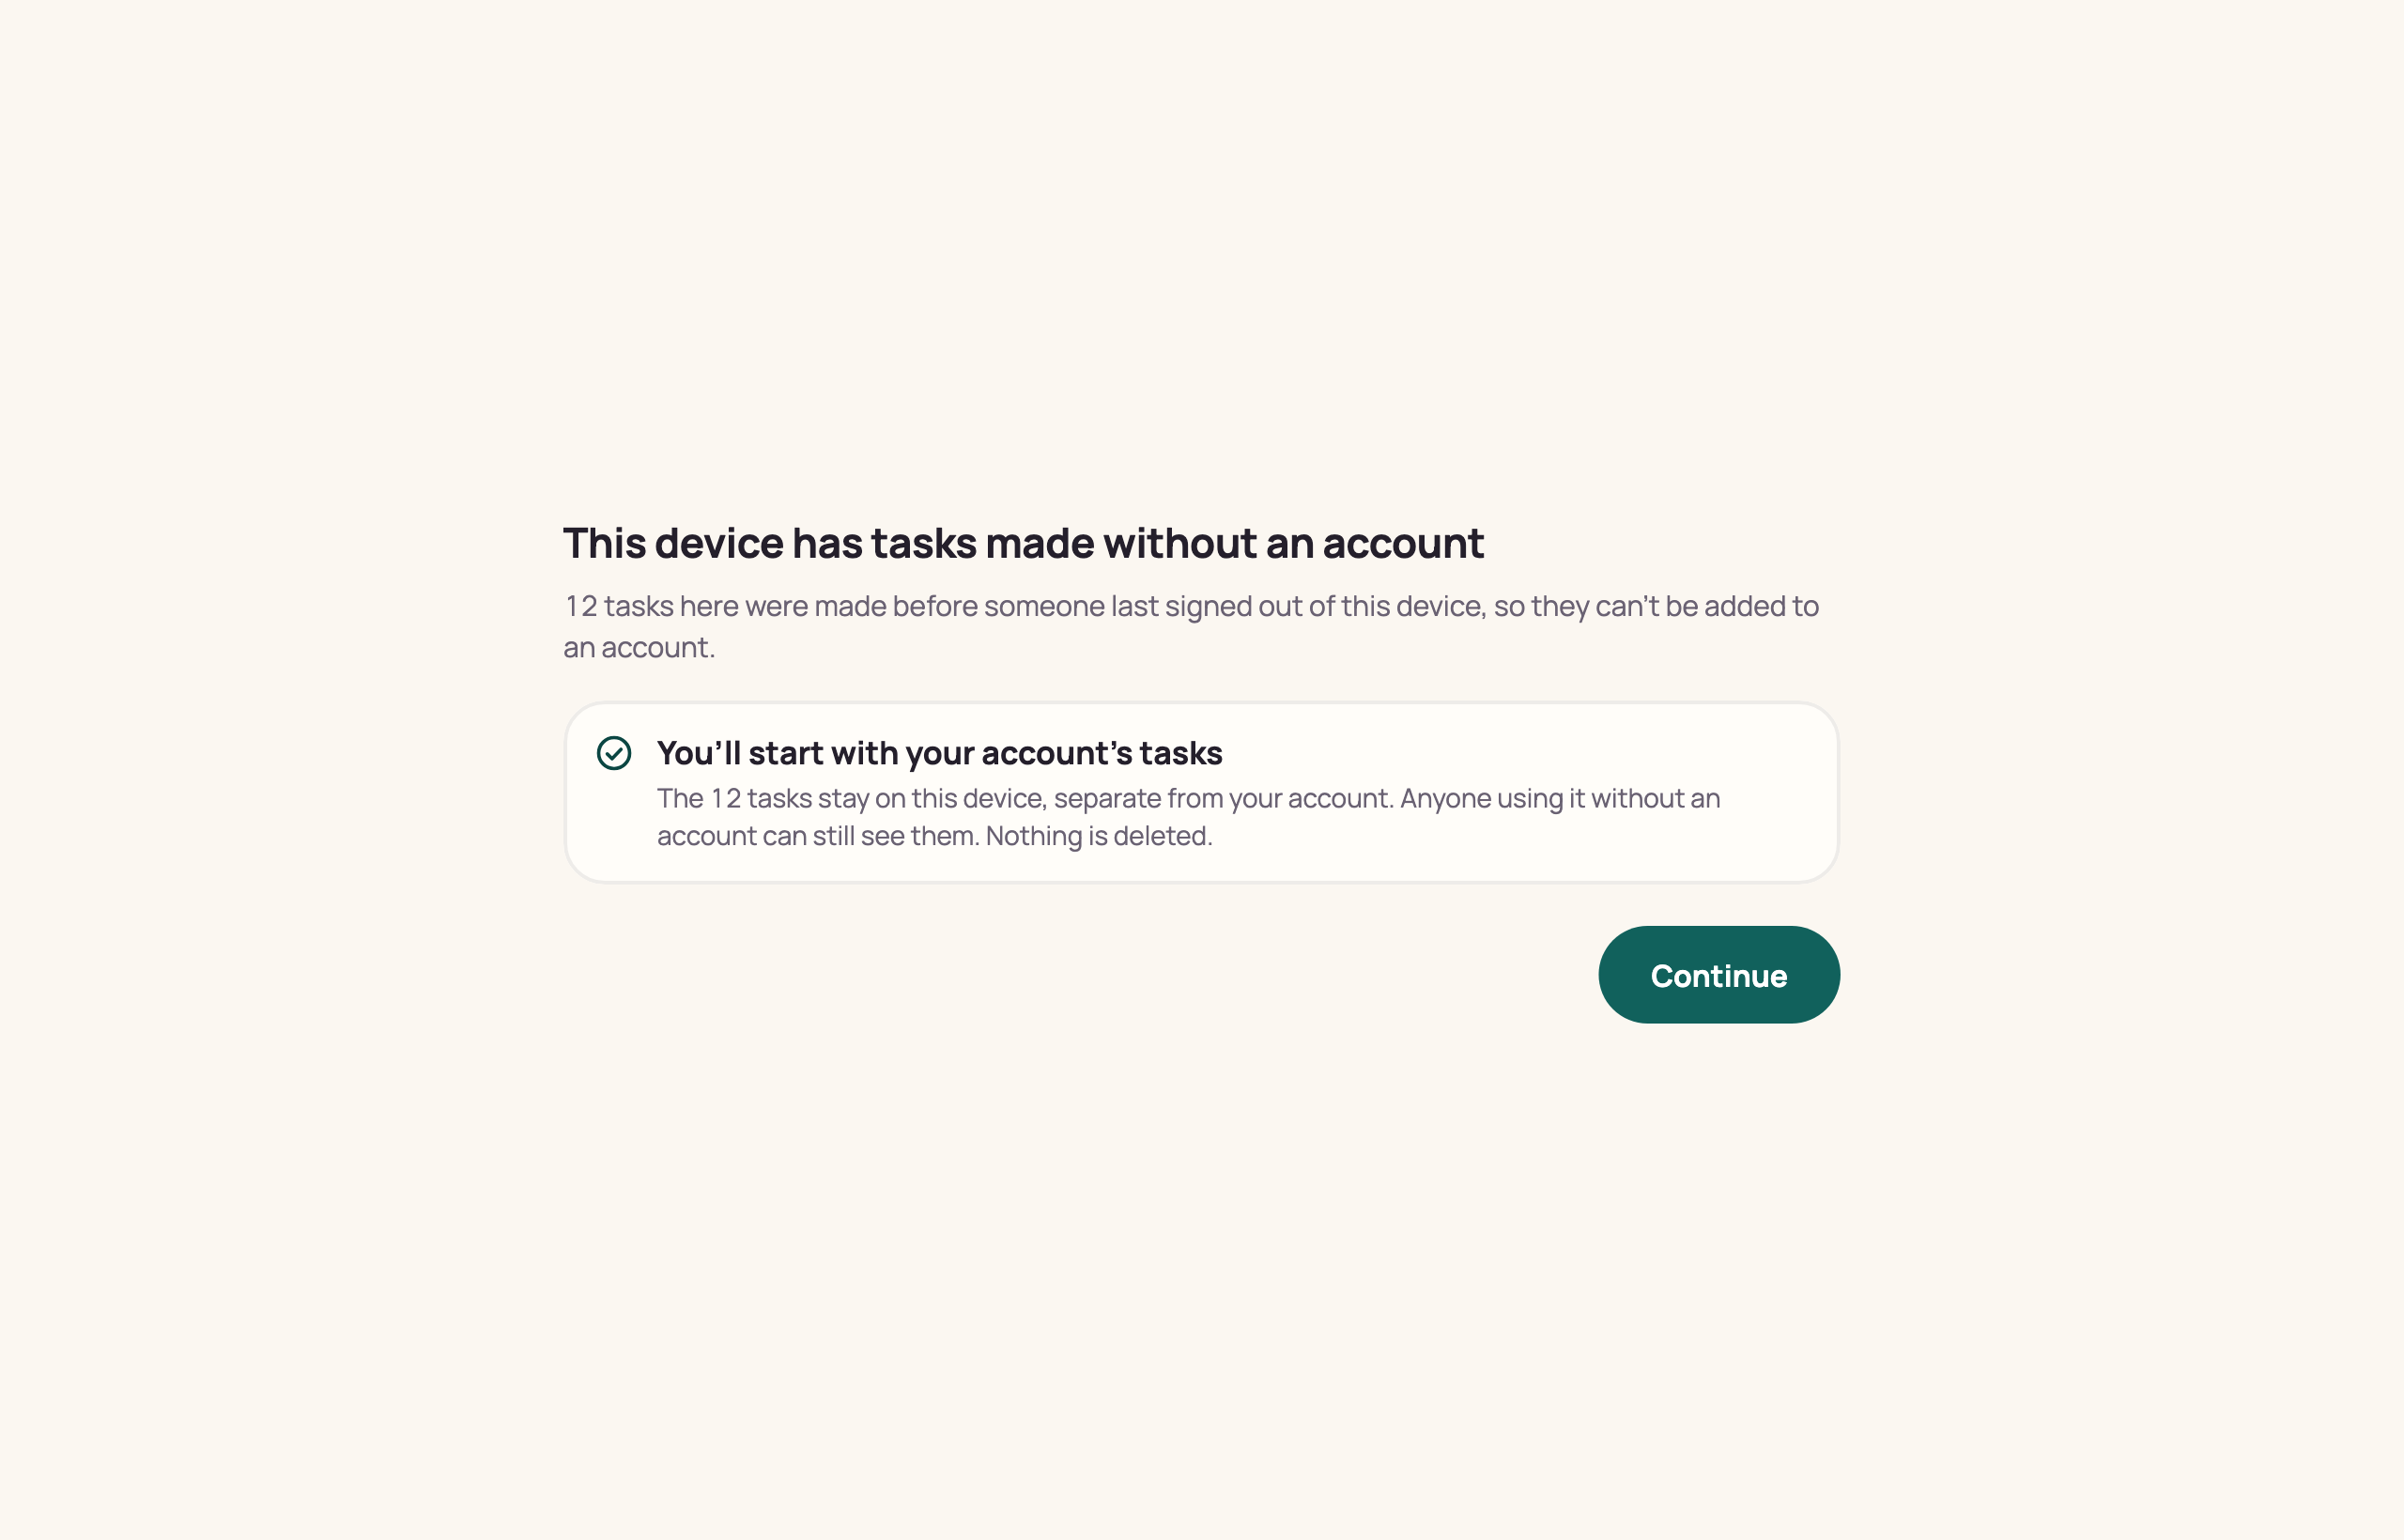 This device has tasks made without an account
12 tasks here were made before someone last signed out of this device, so they can’t be added to
an account.
You’ll start with your account’s tasks
The 12 tasks stay on this device, separate from your account. Anyone using it without an
account can still see them. Nothing is deleted.
Continue